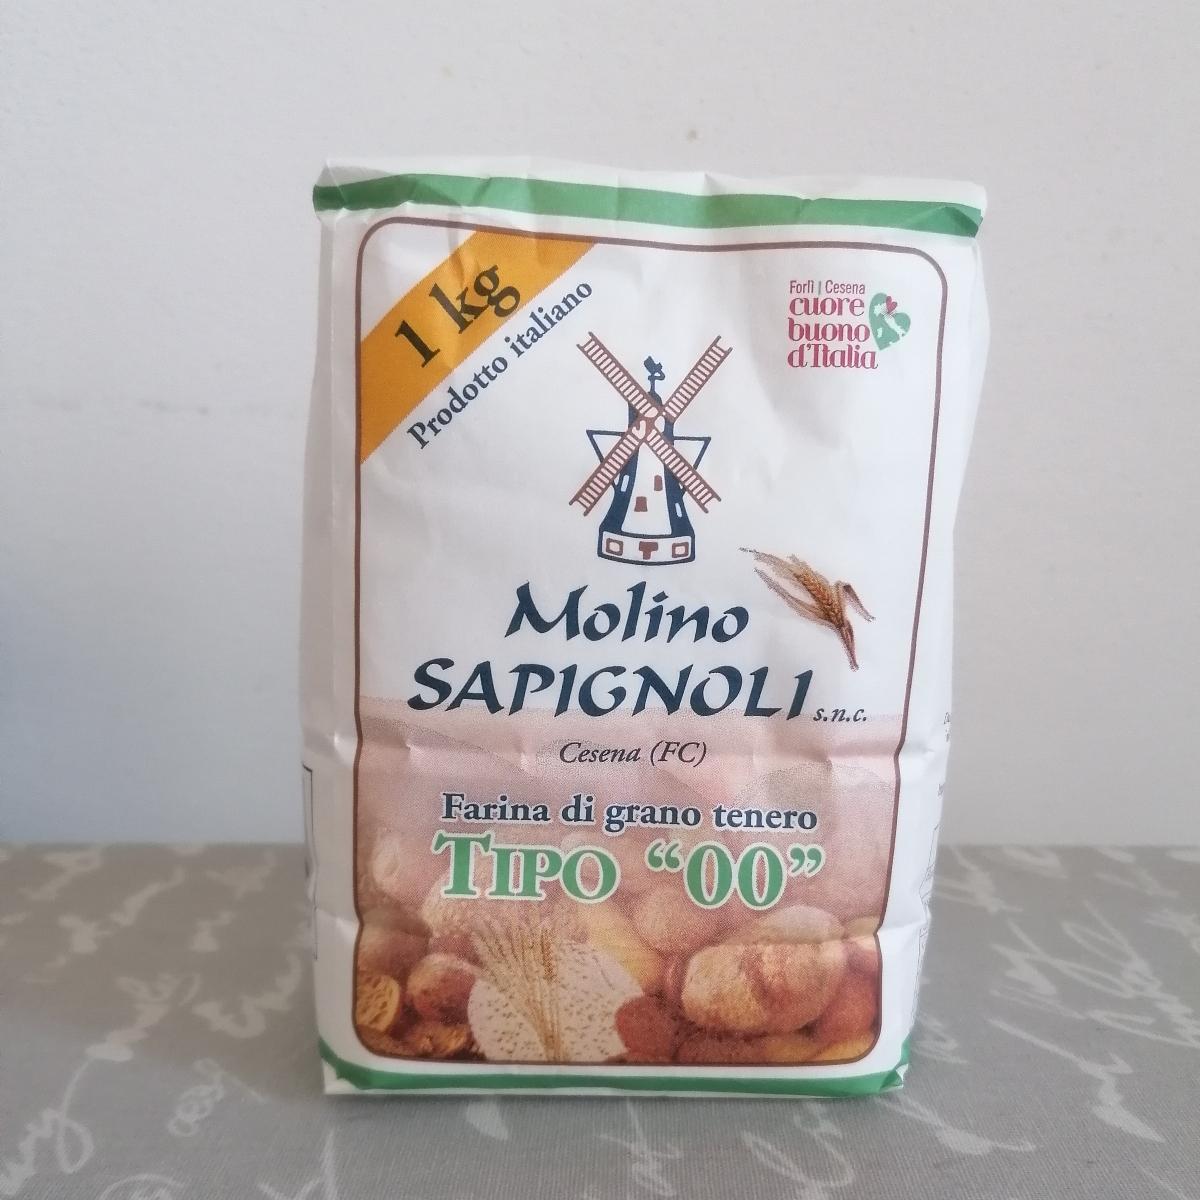 1 kg
Prodotto italiano
Forlì | Cesena
cuore
buono
d'Italia
Molino
SAPIGNOLI s.n.c.
Cesena (FC)
Farina di grano tenero
TIPO “00”